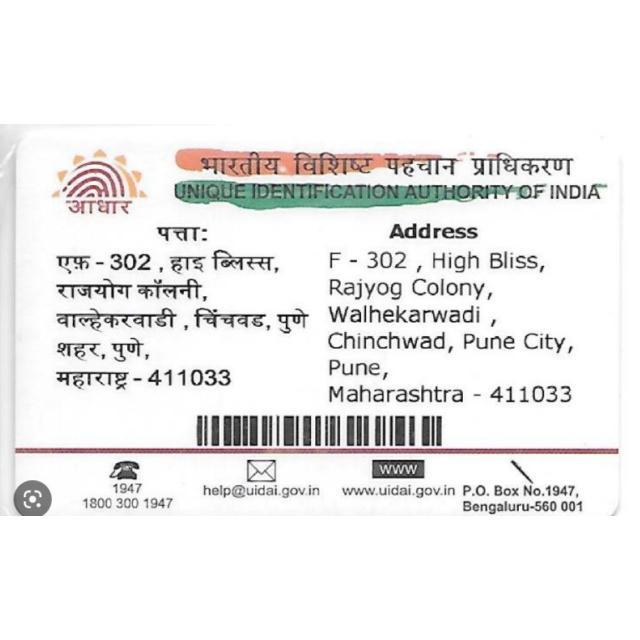 भारतीय विशिष्ट पहचान प्राधिकरण
UNIQUE IDENTIFICATION AUTHORITY OF INDIA
आधार
पत्ता:
एफ़ - 302 , हाइ ब्लिस्स,
राजयोग कॉलनी,
वाल्हेकरवाडी , चिंचवड, पुणे
शहर, पुणे,
महाराष्ट्र - 411033
Address
F - 302 , High Bliss,
Rajyog Colony,
Walhekarwadi ,
Chinchwad, Pune City,
Pune,
Maharashtra - 411033
1947
1800 300 1947
help@uidai.gov.in
www
www.uidai.gov.in
P.O. Box No.1947,
Bengaluru-560 001